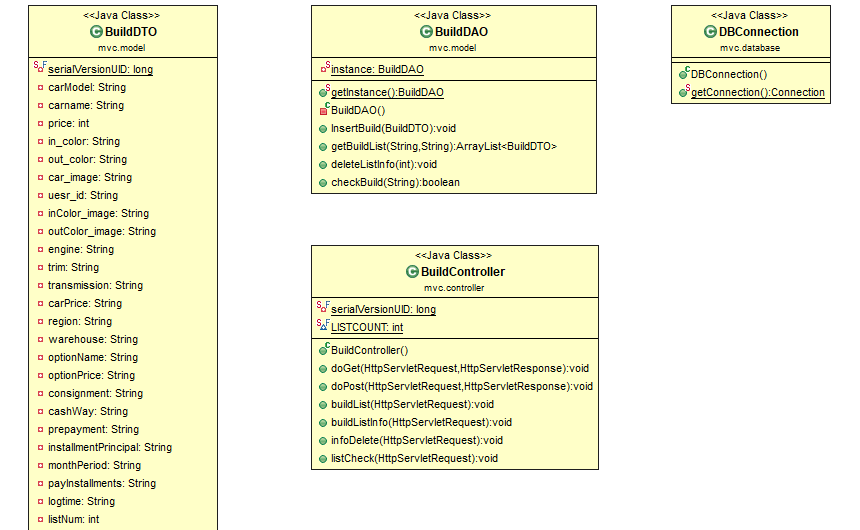 <<Java Class>>
BuildDTO
mvc.model
serialVersionUID: long
carModel: String
carname: String
price: int
in_color: String
out_color: String
car_image: String
uesr_id: String
inColor_image: String
outColor_image: String
engine: String
trim: String
transmission: String
carPrice: String
region: String
warehouse: String
optionName: String
optionPrice: String
consignment: String
cashWay: String
prepayment: String
installmentPrincipal: String
monthPeriod: String
payInstallments: String
logtime: String
listNum: int
<<Java Class>>
BuildDAO
mvc.model
instance: BuildDAO
getInstance():BuildDAO
BuildDAO()
InsertBuild(BuildDTO):void
getBuildList(String,String):ArrayList<BuildDTO>
deleteListInfo(int):void
checkBuild(String):boolean
<<Java Class>>
BuildController
mvc.controller
serialVersionUID: long
LISTCOUNT: int
BuildController()
doGet(HttpServletRequest,HttpServletResponse):void
doPost(HttpServletRequest,HttpServletResponse):void
buildList(HttpServletRequest):void
buildListInfo(HttpServletRequest):void
infoDelete(HttpServletRequest):void
listCheck(HttpServletRequest):void
<<Java Class>>
DBConnection
mvc.database
DBConnection()
getConnection():Connection